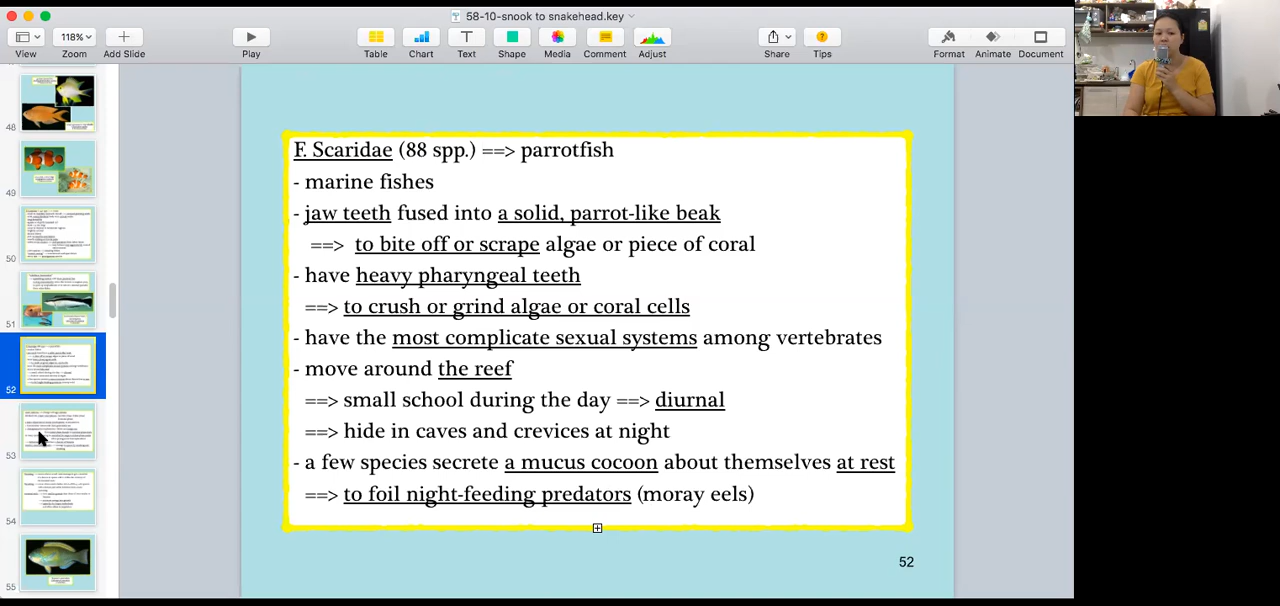 58-10-snook to snakehead.key
118%
View
Zoom
Add Slide
Play
Table
Chart
Text
Shape
Media
Comment
Adjust
Share
Tips
Format
Animate
Document
48
49
50
51
52
53
54
55
F. Scaridae (88 spp.) ==> parrotfish
- marine fishes
- jaw teeth fused into a solid, parrot-like beak
==> to bite off or scrape algae or piece of coral
- have heavy pharyngeal teeth
==> to crush or grind algae or coral cells
- have the most complicate sexual systems among vertebrates
- move around the reef
==> small school during the day ==> diurnal
==> hide in caves or crevices at night
- a few species secrete a mucus cocoon about themselves at rest
==> to foil night-roving predators (moray eels)
52